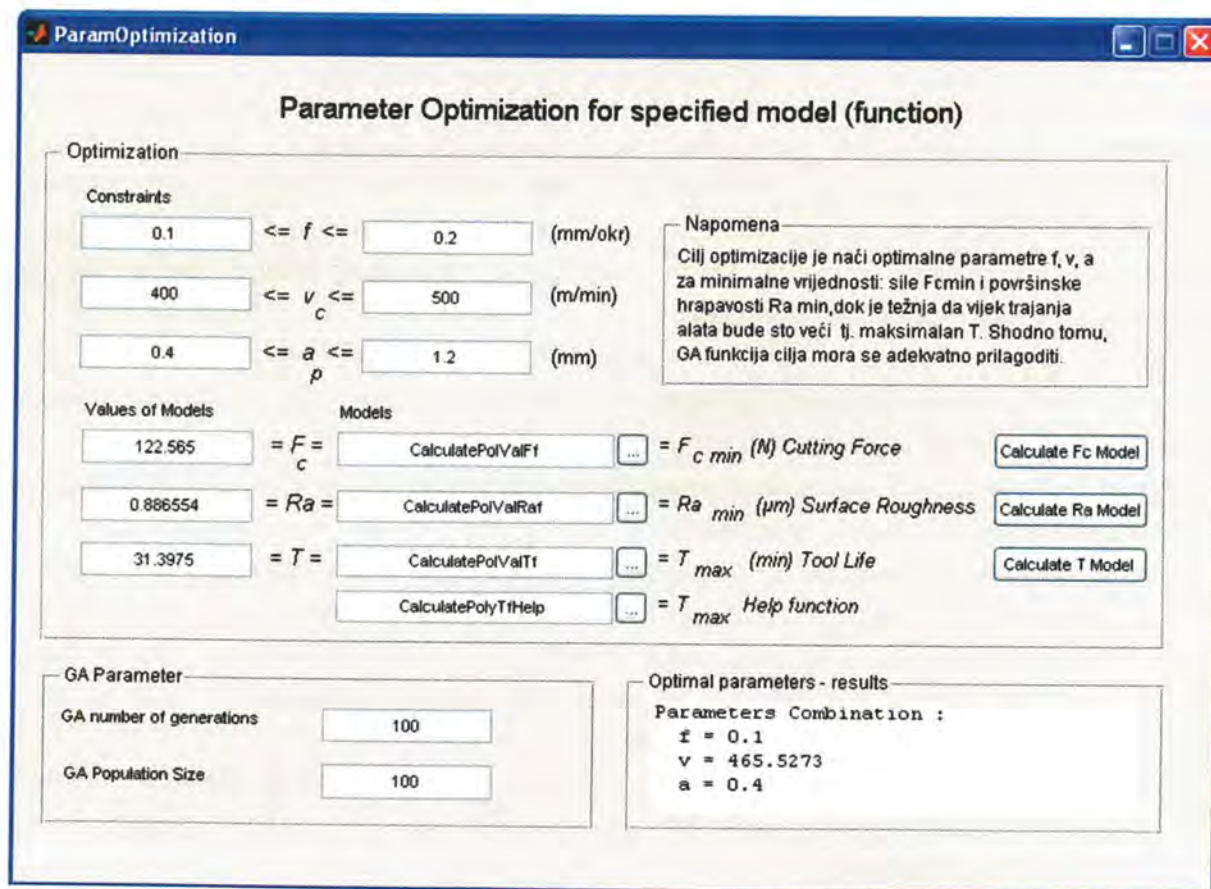 ParamOptimization
Parameter Optimization for specified model (function)
Optimization
Constraints
0.1 <= f <= 0.2 (mm/okr)
400 <= v c <= 500 (m/min)
0.4 <= a p <= 1.2 (mm)
Napomena
Cilj optimizacije je naći optimalne parametre f, v, a
za minimalne vrijednosti: sile Fcmin i površinske
hrapavosti Ra min,dok je težnja da vijek trajanja
alata bude sto veći tj. maksimalan T. Shodno tomu,
GA funkcija cilja mora se adekvatno prilagoditi.
Values of Models Models
122.565 = F c = CalculatePolValFf ... = F c min (N) Cutting Force Calculate Fc Model
0.886554 = Ra = CalculatePolValRaf ... = Ra min (μm) Surface Roughness Calculate Ra Model
31.3975 = T = CalculatePolValTf ... = T max (min) Tool Life Calculate T Model
CalculatePolyTfHelp ... = T max Help function
GA Parameter
GA number of generations 100
GA Population Size 100
Optimal parameters - results
Parameters Combination :
f = 0.1
v = 465.5273
a = 0.4